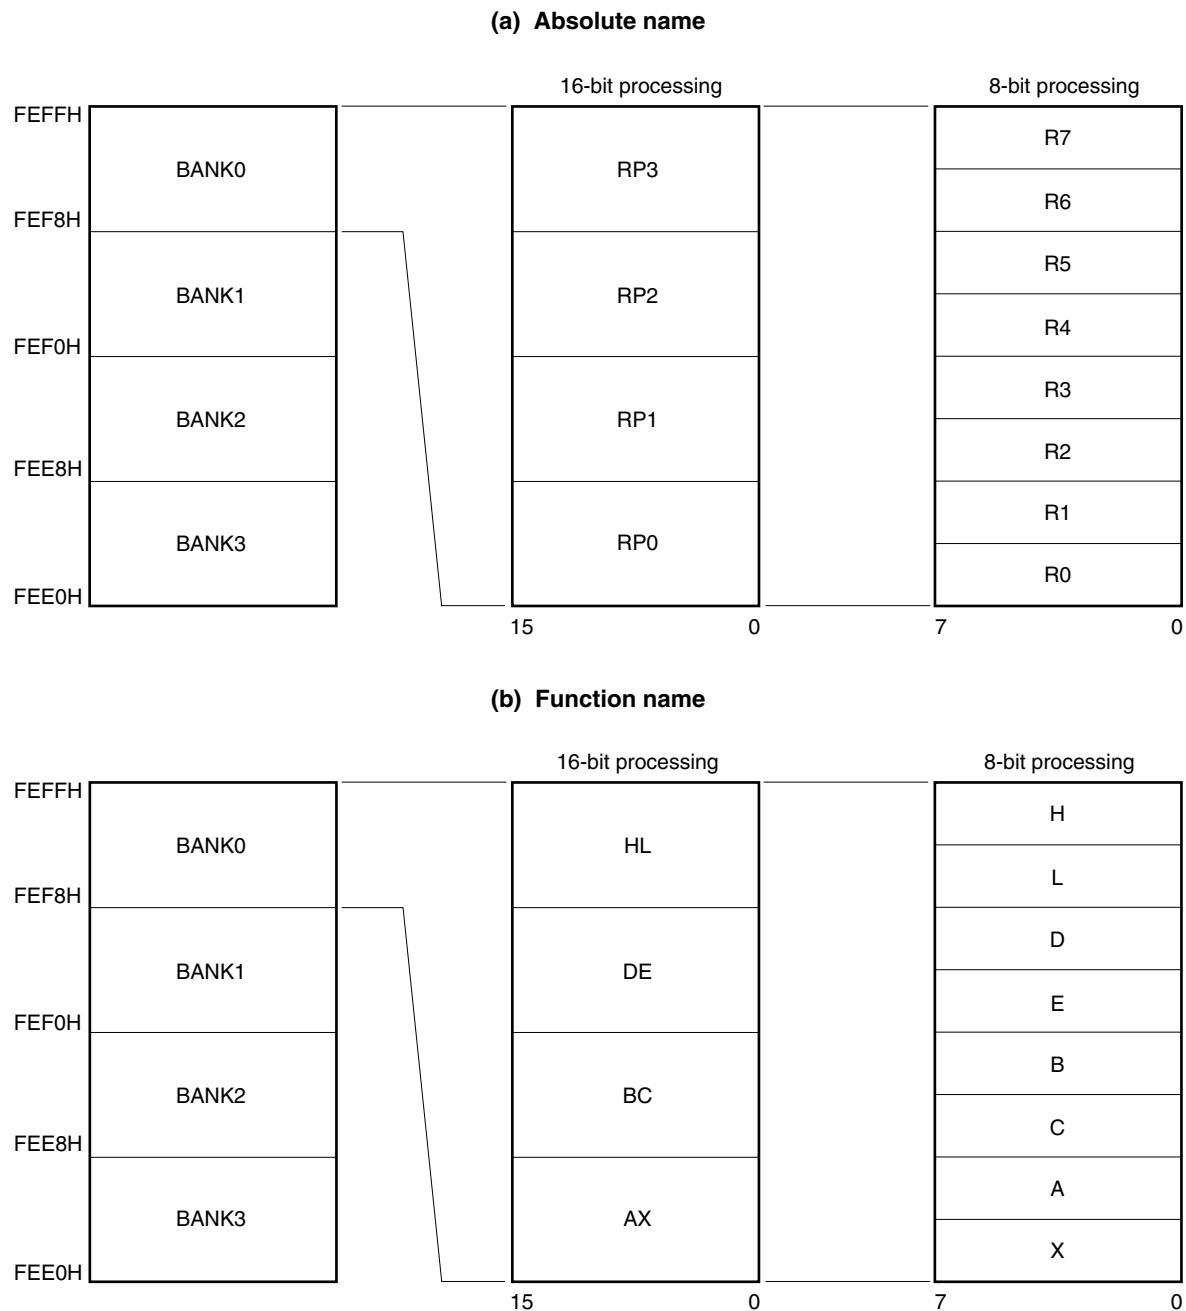 (a) Absolute name
16-bit processing
8-bit processing
FEFFH
BANK0
RP3
R7
R6
FEF8H
BANK1
RP2
R5
R4
FEF0H
BANK2
RP1
R3
R2
FEE8H
BANK3
RP0
R1
R0
FEE0H
15 0
7 0
(b) Function name
16-bit processing
8-bit processing
FEFFH
BANK0
HL
H
L
FEF8H
BANK1
DE
D
E
FEF0H
BANK2
BC
B
C
FEE8H
BANK3
AX
A
X
FEE0H
15 0
7 0